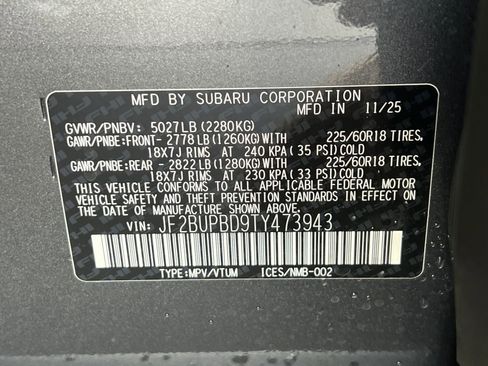 MFD BY SUBARU CORPORATION
MFD IN 11/25
GVWR/PNBV: 5027LB(2280KG)
GAWR/PNBE:FRONT- 2778LB(1260KG)WITH 225/60R18 TIRES,
18X7J RIMS AT 240 KPA(35 PSI)COLD
GAWR/PNBE:REAR - 2822LB(1280KG)WITH 225/60R18 TIRES,
18X7J RIMS AT 230 KPA(33 PSI)COLD
THIS VEHICLE CONFORMS TO ALL APPLICABLE FEDERAL MOTOR
VEHICLE SAFETY AND THEFT PREVENTION STANDARDS IN EFFECT ON
THE DATE OF MANUFACTURE SHOWN ABOVE.
VIN: JF2BUPBD9TY473943
TYPE:MPV/VTUM ICES/NMB-002